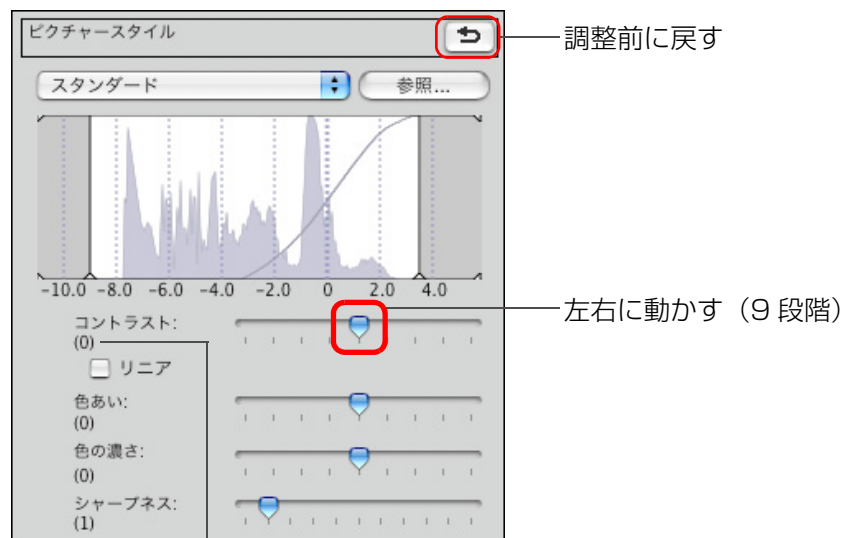 ピクチャースタイル
調整前に戻す
スタンダード
参照...
-10.0 -8.0 -6.0 -4.0 -2.0 0 2.0 4.0
左右に動かす（9 段階）
コントラスト:
(0)
リニア
色あい:
(0)
色の濃さ:
(0)
シャープネス:
(1)